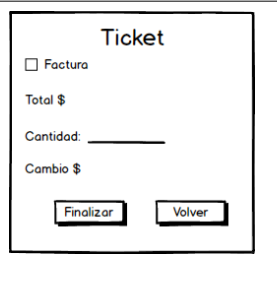 Ticket
Factura
Total $
Cantidad:
Cambio $
Finalizar Volver